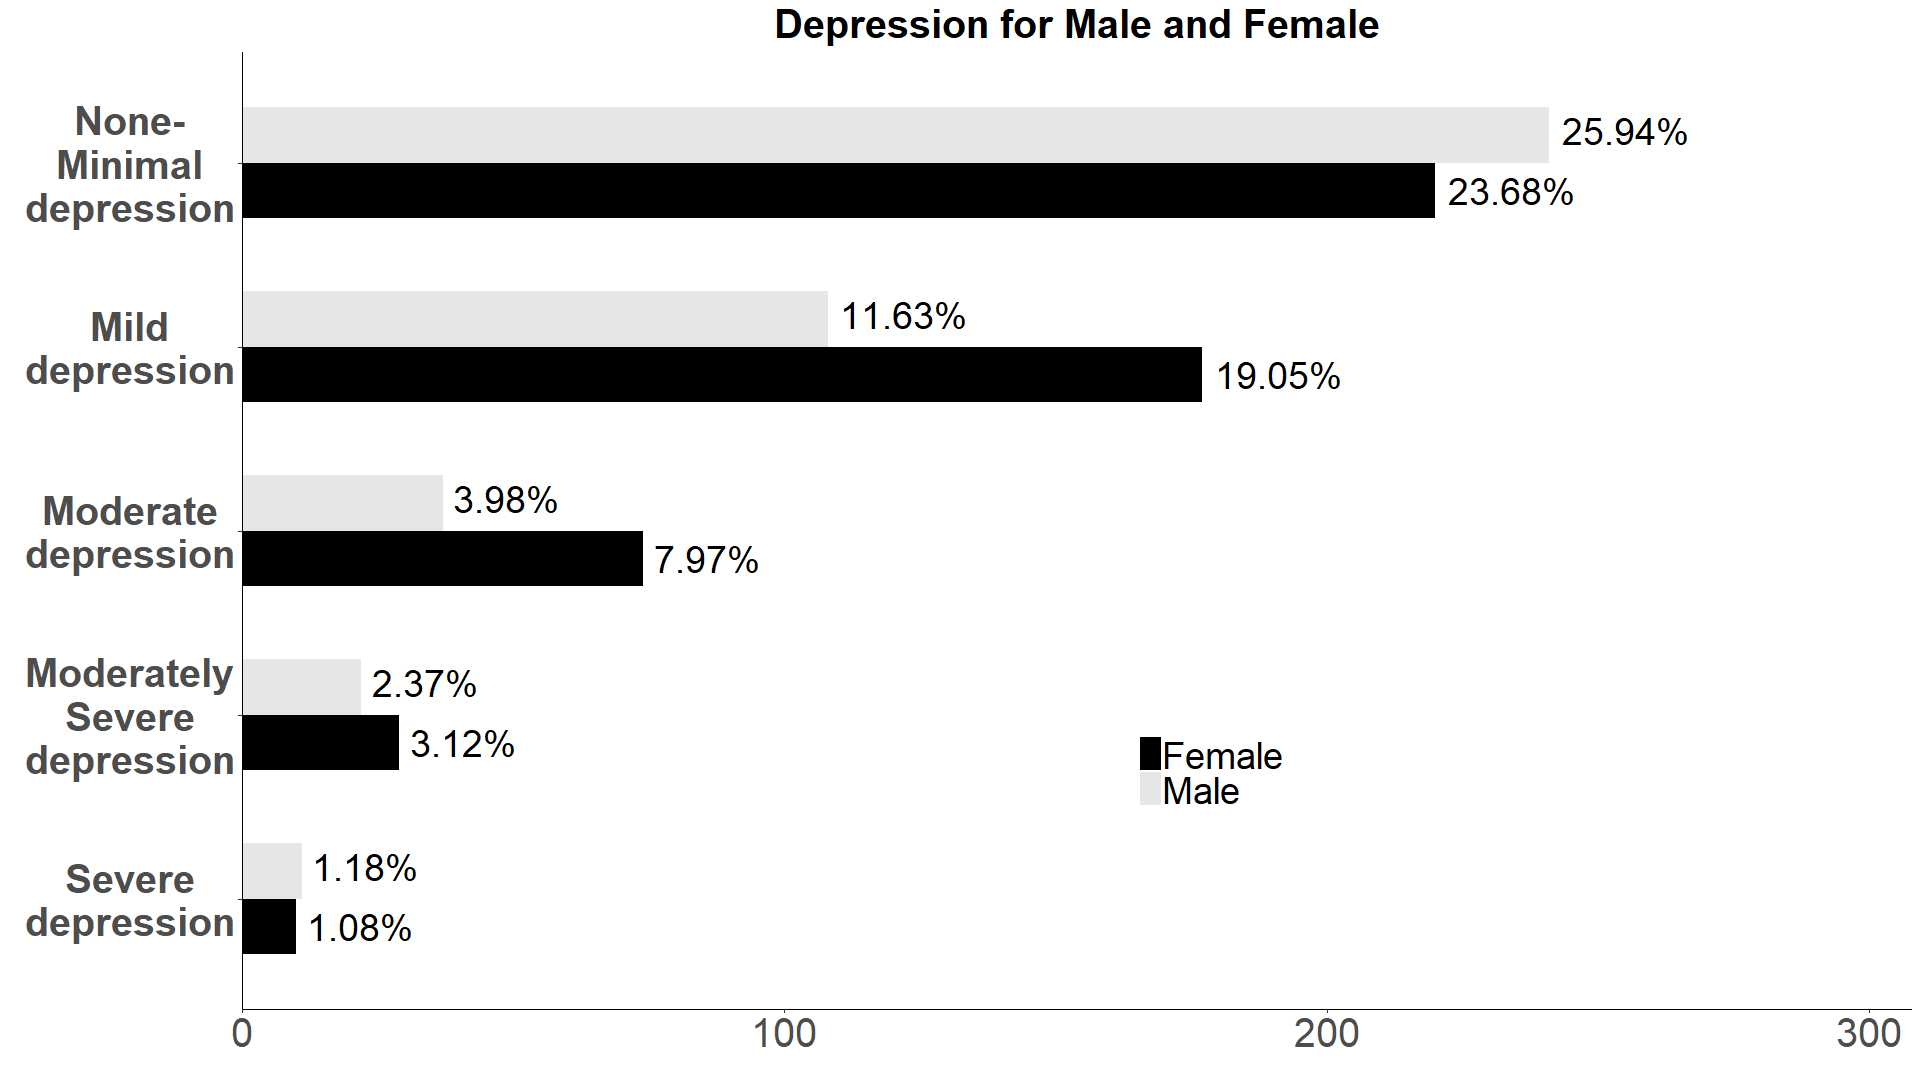 Depression for Male and Female
None-
Minimal
depression
25.94%
23.68%
Mild
depression
11.63%
19.05%
Moderate
depression
3.98%
7.97%
Moderately
Severe
depression
2.37%
3.12%
Female
Male
Severe
depression
1.18%
1.08%
0 100 200 300